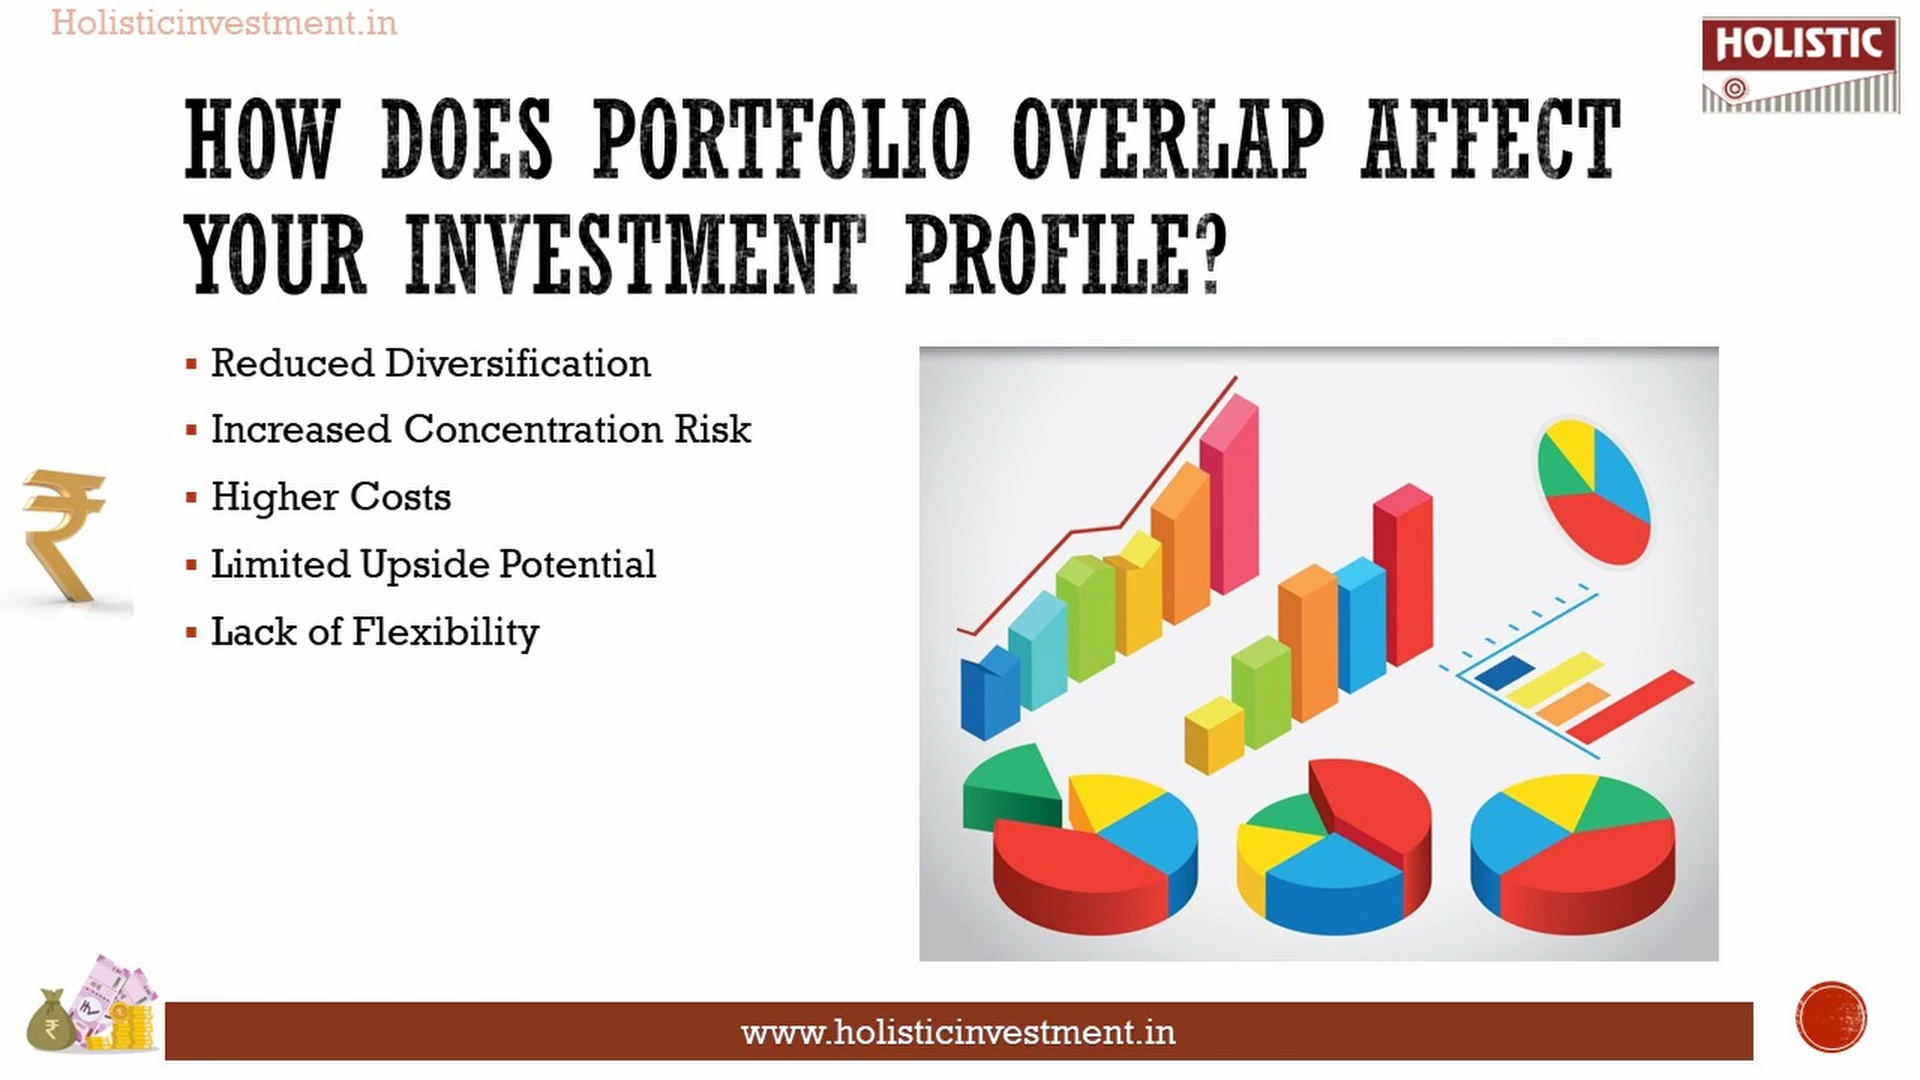 Holisticinvestment.in
HOLISTIC
HOW DOES PORTFOLIO OVERLAP AFFECT
YOUR INVESTMENT PROFILE?
Reduced Diversification
Increased Concentration Risk
Higher Costs
Limited Upside Potential
Lack of Flexibility
www.holisticinvestment.in